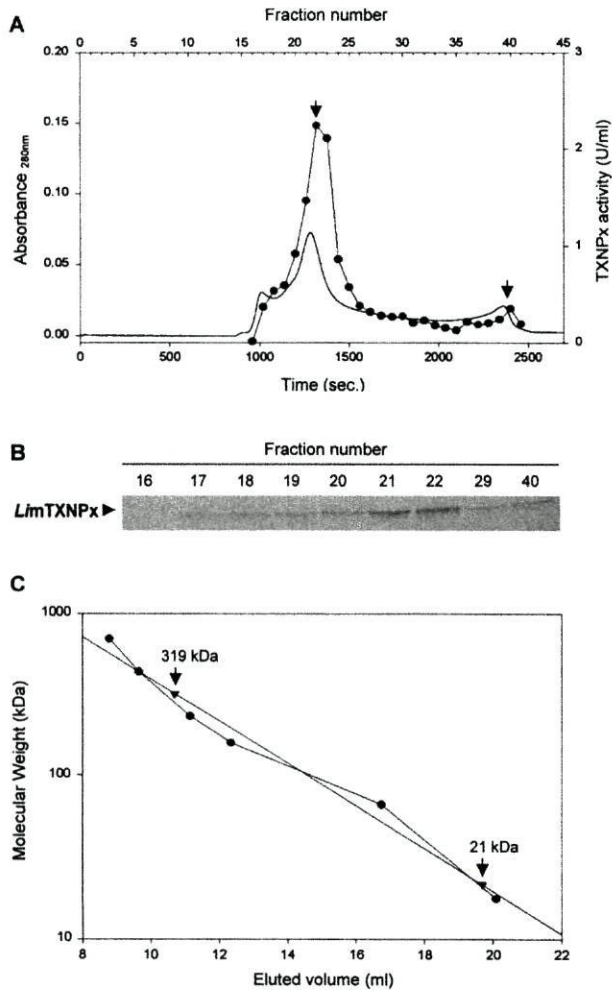 A
Fraction number
0 5 10 15 20 25 30 35 40 45
0.20 3
0.15
2
0.10
1
0.05
0.00 0
Absorbance 280nm
TXNPx activity (U/ml)
0 500 1000 1500 2000 2500
Time (sec.)
B
Fraction number
16 17 18 19 20 21 22 29 40
LimTXNPx
C
1000
319 kDa
100
21 kDa
10
Molecular Weight (kDa)
8 10 12 14 16 18 20 22
Eluted volume (ml)